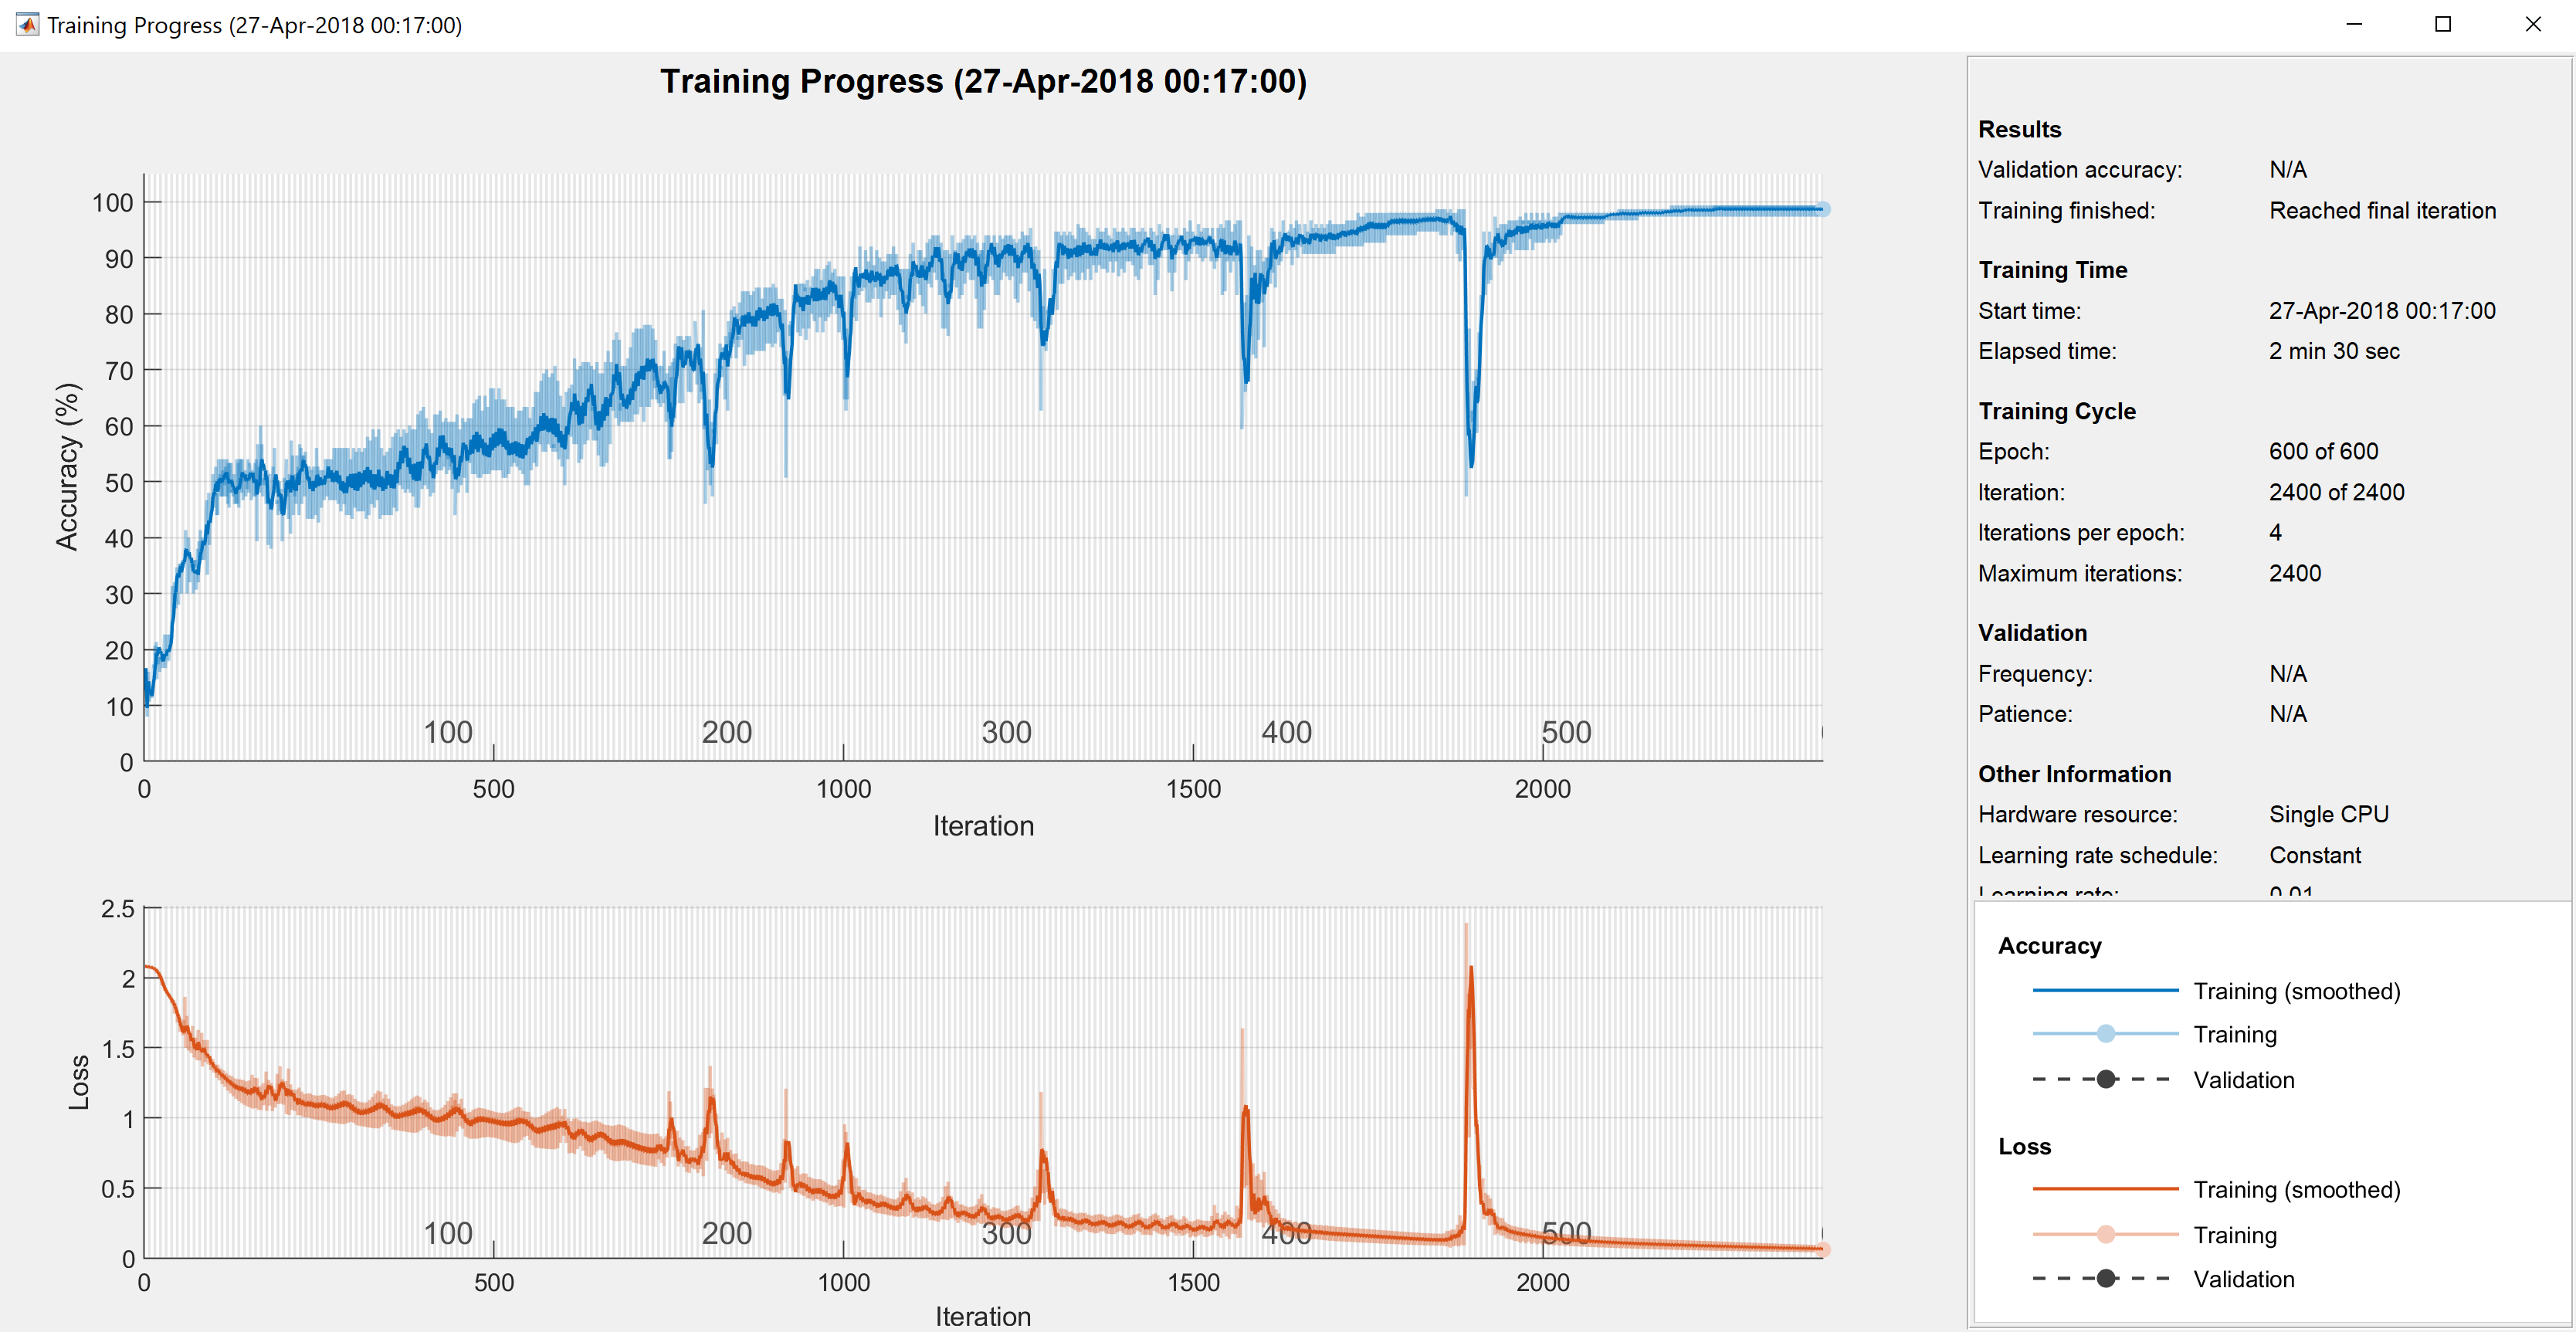 Training Progress (27-Apr-2018 00:17:00)
Training Progress (27-Apr-2018 00:17:00)
100
90
80
70
60
50
40
30
20
10
0
Accuracy (%)
100 200 300 400 500
0 500 1000 1500 2000
Iteration
2.5
2
1.5
1
0.5
0
Loss
100 200 300 400 500
0 500 1000 1500 2000
Iteration
Results
Validation accuracy: N/A
Training finished: Reached final iteration
Training Time
Start time: 27-Apr-2018 00:17:00
Elapsed time: 2 min 30 sec
Training Cycle
Epoch: 600 of 600
Iteration: 2400 of 2400
Iterations per epoch: 4
Maximum iterations: 2400
Validation
Frequency: N/A
Patience: N/A
Other Information
Hardware resource: Single CPU
Learning rate schedule: Constant
Learning rate: 0.01
Accuracy
Training (smoothed)
Training
Validation
Loss
Training (smoothed)
Training
Validation